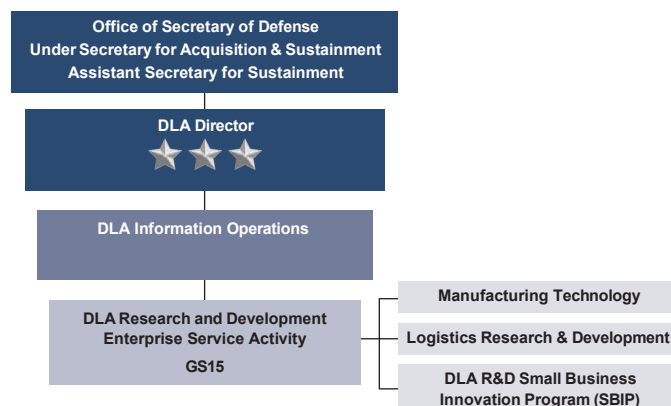 Office of Secretary of Defense
Under Secretary for Acquisition & Sustainment
Assistant Secretary for Sustainment
DLA Director
DLA Information Operations
DLA Research and Development
Enterprise Service Activity
GS15
Manufacturing Technology
Logistics Research & Development
DLA R&D Small Business
Innovation Program (SBIP)